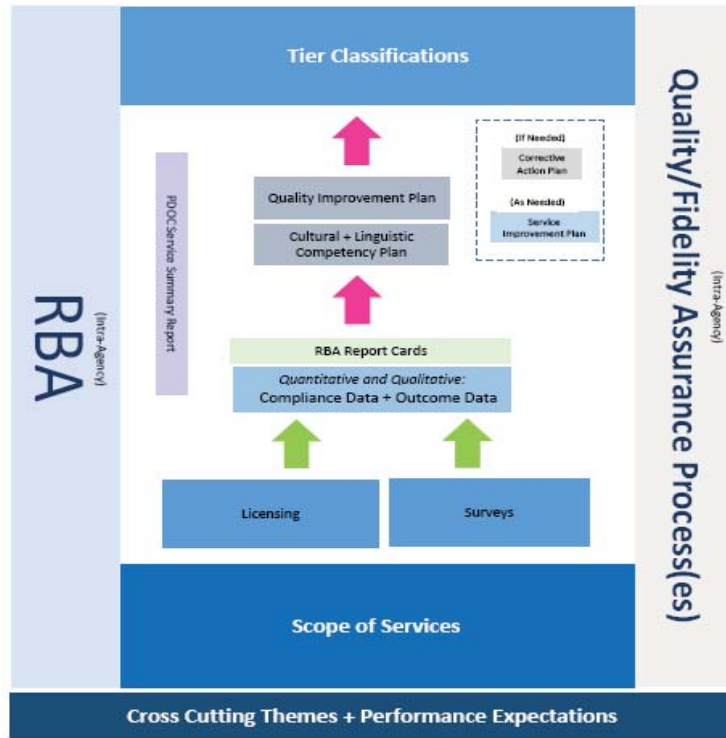 Tier Classifications
RBA
(Intra-Agency)
PDOC Service Summary Report
(If Needed)
Corrective
Action Plan
(As Needed)
Service
Improvement Plan
Quality Improvement Plan
Cultural + Linguistic
Competency Plan
RBA Report Cards
Quantitative and Qualitative:
Compliance Data + Outcome Data
Licensing
Surveys
Scope of Services
Quality/Fidelity Assurance Process(es)
(Intra-Agency)
Cross Cutting Themes + Performance Expectations